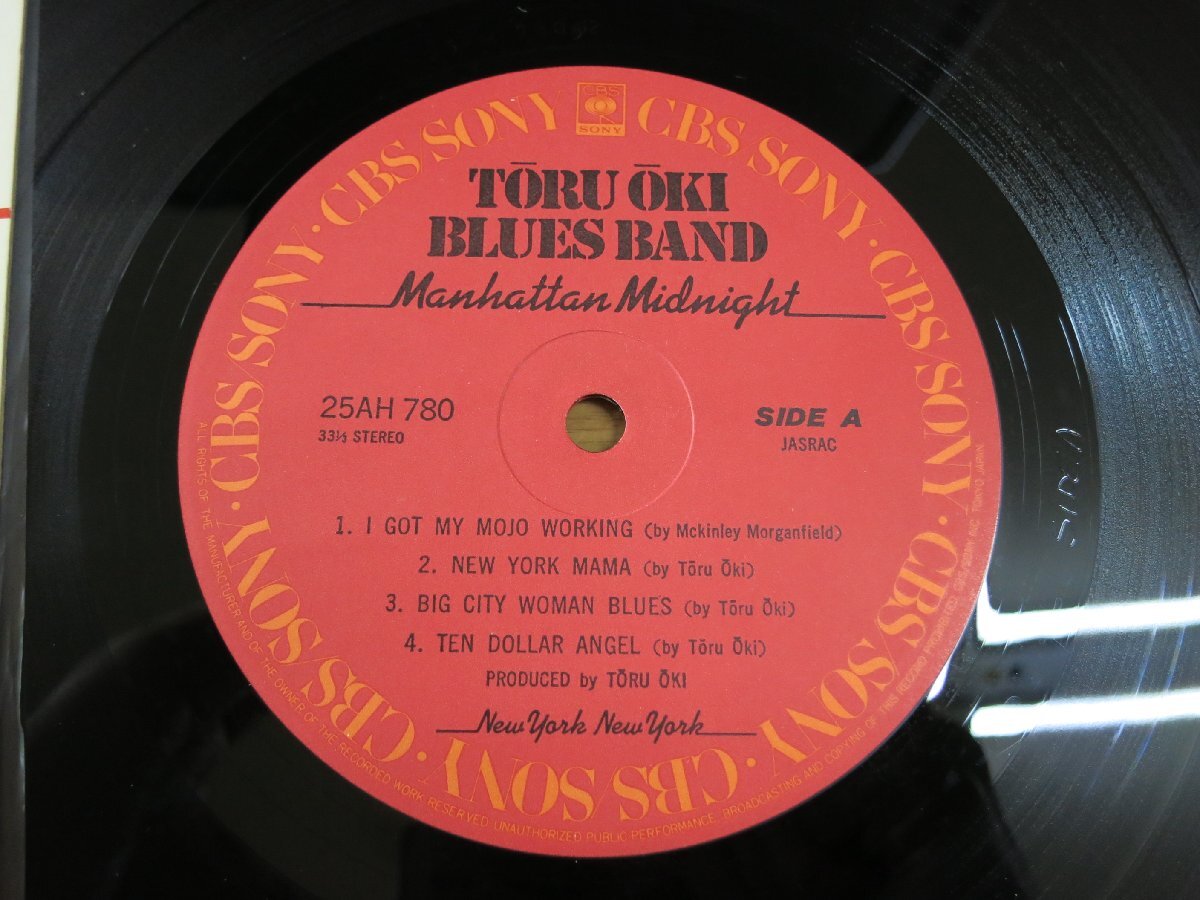 CBS
SONY
CBS SONY · CBS/SONY · CBS/SONY · CBS/SONY · CBS/SONY · CBS/SONY · CBS/SONY · CBS SONY
TŌRU ŌKI
BLUES BAND
Manhattan Midnight
25AH 780
33⅓ STEREO
SIDE A
JASRAC
1. I GOT MY MOJO WORKING (by Mckinley Morganfield)
2. NEW YORK MAMA (by Tōru Ōki)
3. BIG CITY WOMAN BLUES (by Tōru Ōki)
4. TEN DOLLAR ANGEL (by Tōru Ōki)
PRODUCED by TŌRU ŌKI
New York New York
ALL RIGHTS OF THE MANUFACTURER AND OF THE OWNER OF THE RECORDED WORK RESERVED. UNAUTHORIZED PUBLIC PERFORMANCE, BROADCASTING AND COPYING OF THIS RECORD PROHIBITED